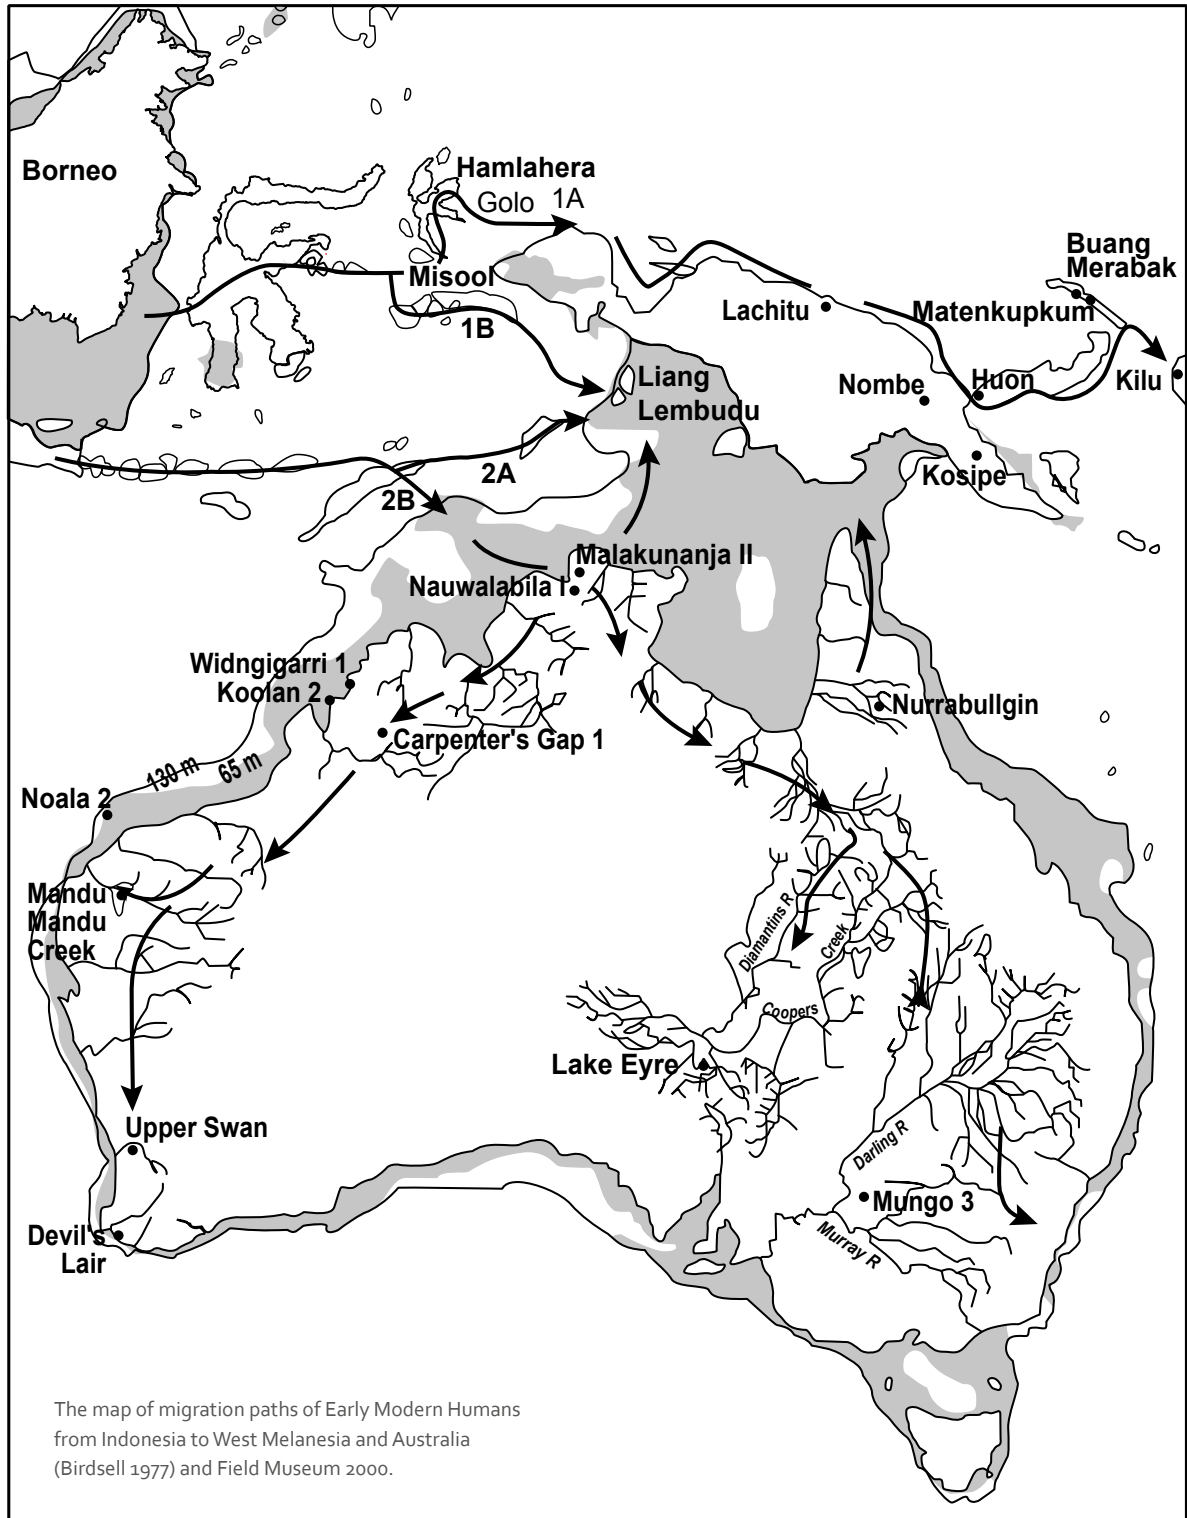 Borneo
Hamlahera
Golo 1A
Misool
1B
Buang
Merabak
Lachitu
Matenkupkum
Liang
Lembudu
Nombe
Huon
Kilu
2A
2B
Kosipe
Malakunanja II
Nauwalabila I
Widngigarri 1
Koolan 2
Nurrabullgin
Carpenter's Gap 1
130 m
65 m
Noala 2
Mandu
Mandu
Creek
Diamantins R
Creek
Coopers
Lake Eyre
Upper Swan
Darling R
Mungo 3
Devil's
Lair
Murray R
The map of migration paths of Early Modern Humans
from Indonesia to West Melanesia and Australia
(Birdsell 1977) and Field Museum 2000.